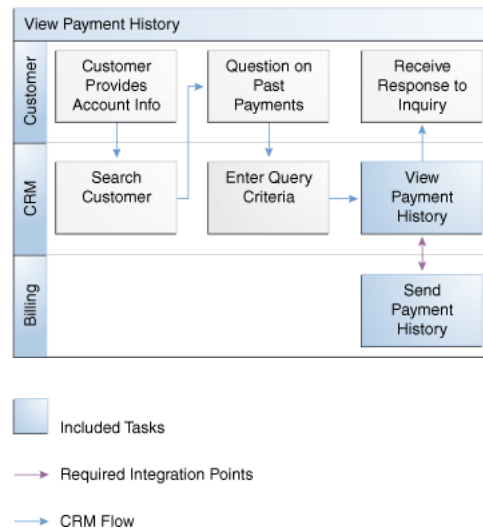 View Payment History
Customer
Customer
Provides
Account Info
Question on
Past
Payments
Receive
Response to
Inquiry
CRM
Search
Customer
Enter Query
Criteria
View
Payment
History
Billing
Send
Payment
History
Included Tasks
Required Integration Points
CRM Flow